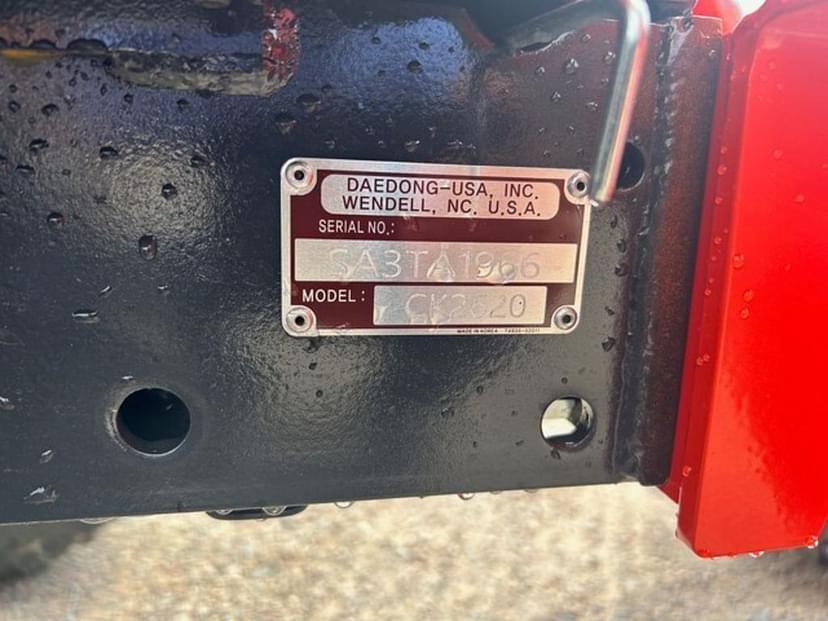 DAEDONG-USA, INC.
WENDELL, NC. U.S.A.
SERIAL NO.:
SA3TA1966
MODEL:
CK2620
MADE IN KOREA